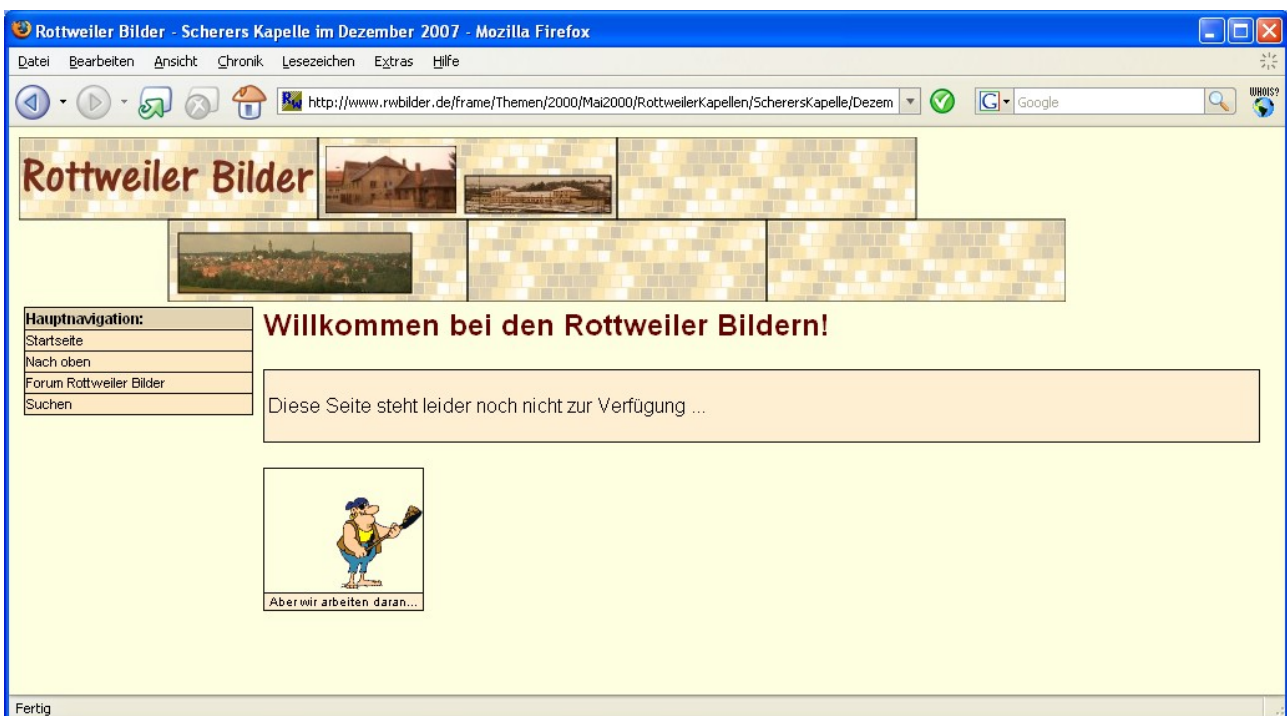 Rottweiler Bilder - Scherers Kapelle im Dezember 2007 - Mozilla Firefox
Datei Bearbeiten Ansicht Chronik Lesezeichen Extras Hilfe
http://www.rwbilder.de/frame/Themen/2000/Mai2000/RottweilerKapellen/ScherersKapelle/Dezem
G Google
WHOIS?
Rottweiler Bilder
Hauptnavigation:
Startseite
Nach oben
Forum Rottweiler Bilder
Suchen
Willkommen bei den Rottweiler Bildern!
Diese Seite steht leider noch nicht zur Verfügung ...
Aber wir arbeiten daran...
Fertig